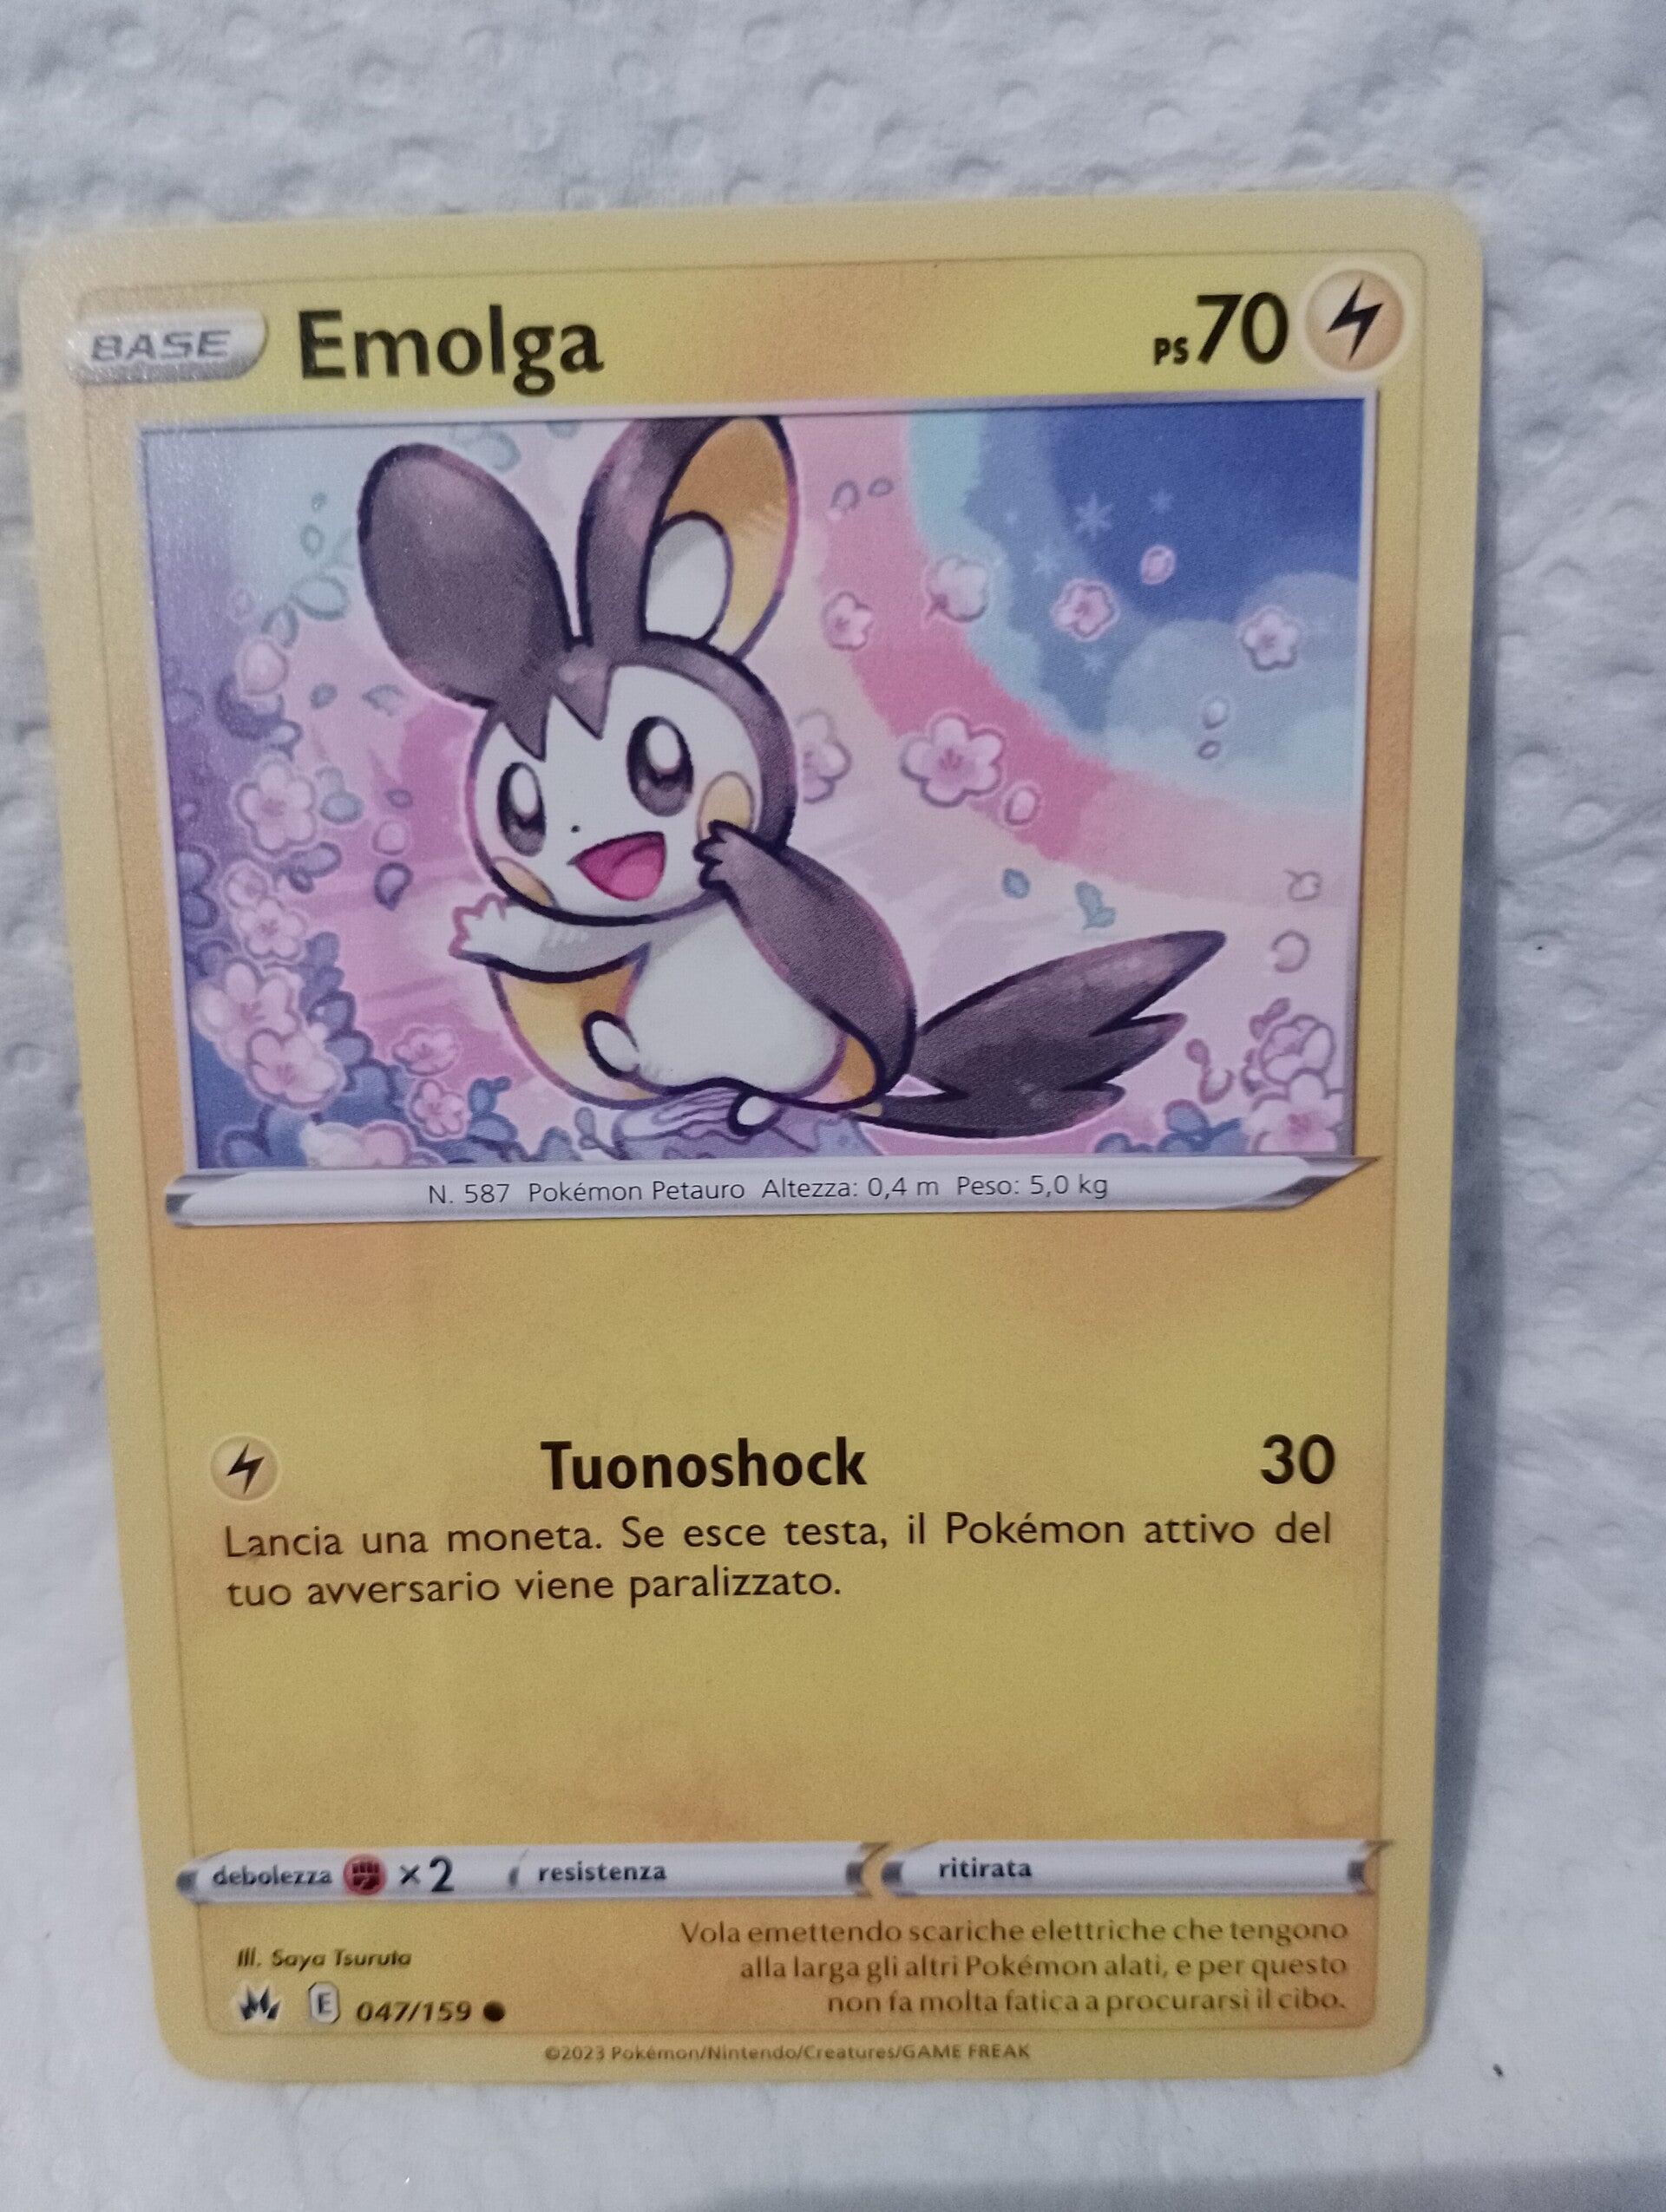 BASE Emolga PS 70
N. 587 Pokémon Petauro Altezza: 0,4 m Peso: 5,0 kg
Tuonoshock 30
Lancia una moneta. Se esce testa, il Pokémon attivo del
tuo avversario viene paralizzato.
debolezza ×2 resistenza ritirata
Vola emettendo scariche elettriche che tengono
alla larga gli altri Pokémon alati, e per questo
non fa molta fatica a procurarsi il cibo.
Ill. Saya Tsuruta
E 047/159
©2023 Pokémon/Nintendo/Creatures/GAME FREAK